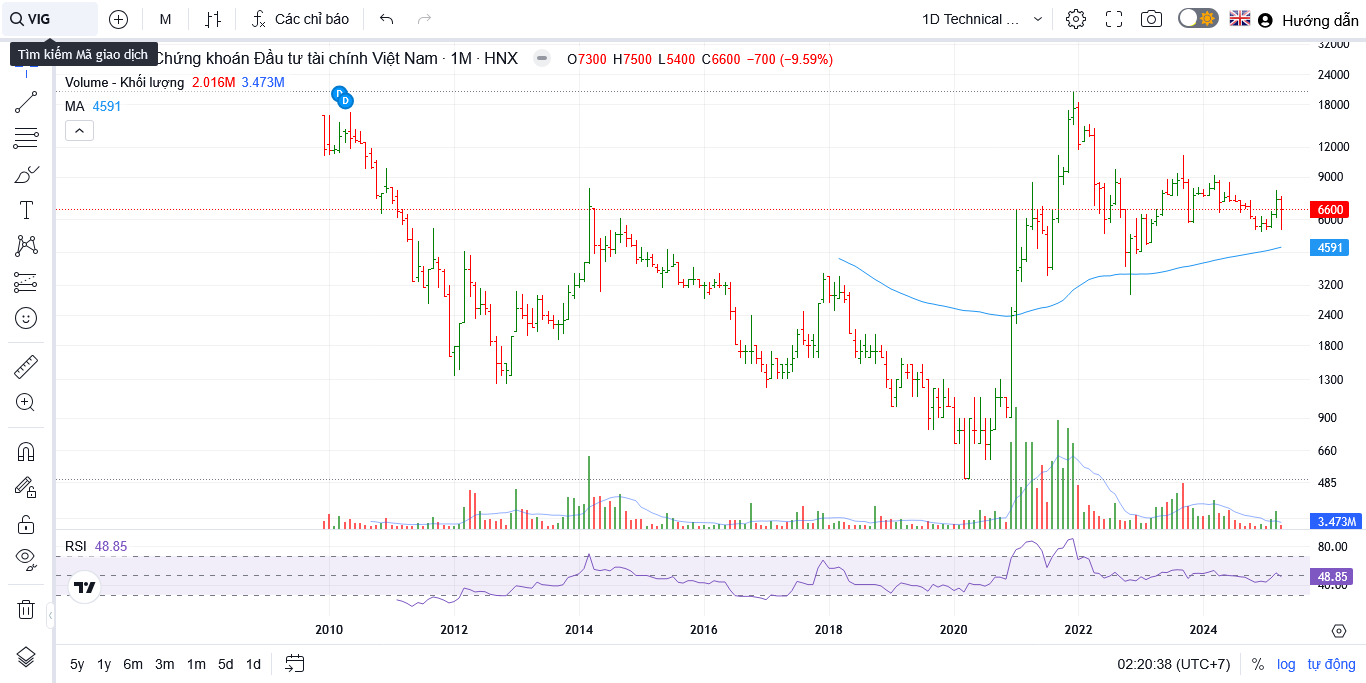 VIG
M
Các chỉ báo
1D Technical ...
Hướng dẫn
Tìm kiếm Mã giao dịch
Chứng khoán Đầu tư tài chính Việt Nam · 1M · HNX
O7300 H7500 L5400 C6600 −700 (−9.59%)
Volume - Khối lượng 2.016M 3.473M
MA 4591
D
32000
24000
18000
12000
9000
6600
6000
4591
3200
2400
1800
1300
900
660
485
3.473M
RSI 48.85
80.00
48.85
40.00
2010 2012 2014 2016 2018 2020 2022 2024
5y 1y 6m 3m 1m 5d 1d
02:20:38 (UTC+7)
% log tự động